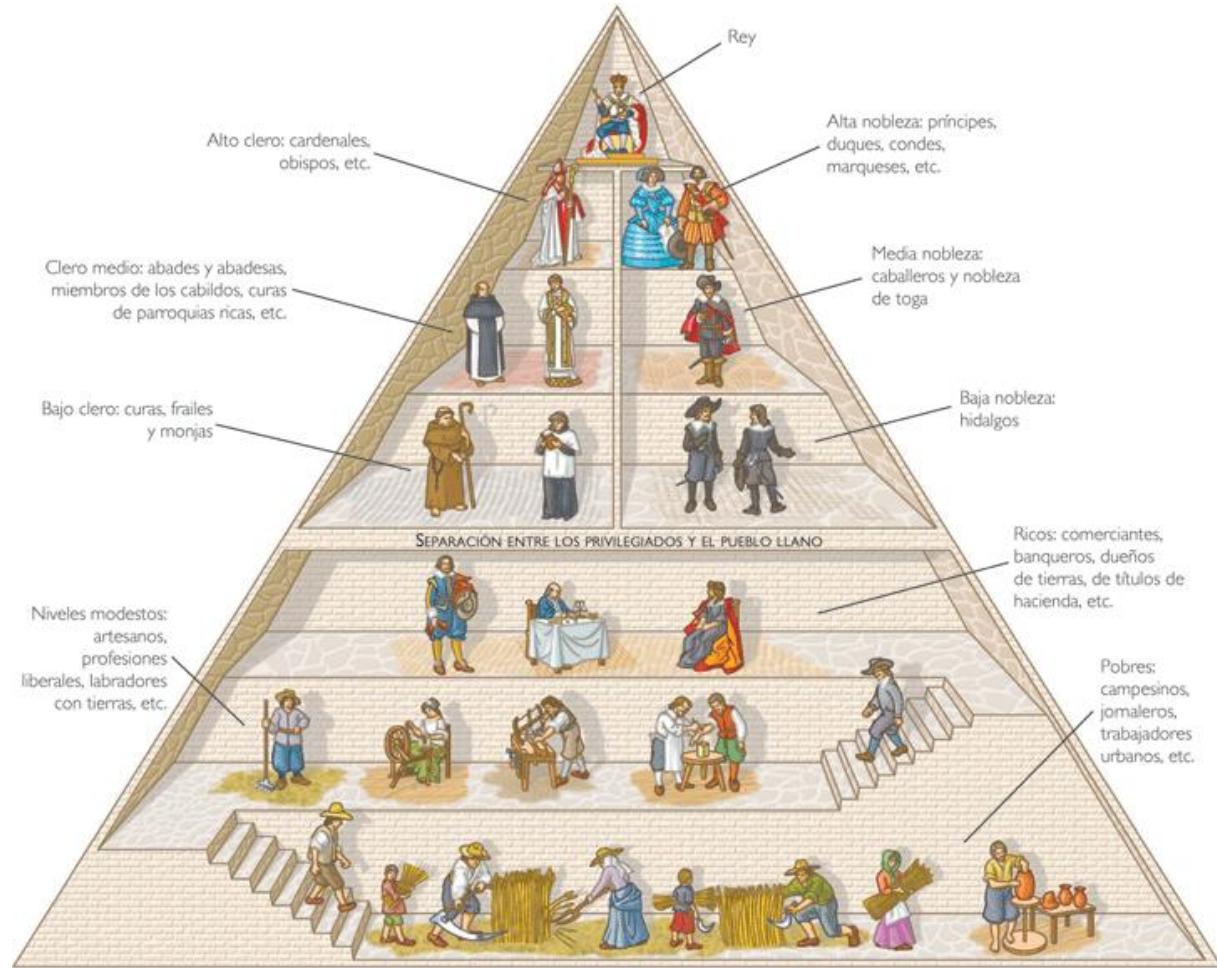 Rey
Alto clero: cardenales,
obispos, etc.
Alta nobleza: príncipes,
duques, condes,
marqueses, etc.
Clero medio: abades y abadesas,
miembros de los cabildos, curas
de parroquias ricas, etc.
Media nobleza:
caballeros y nobleza
de toga
Bajo clero: curas, frailes
y monjas
Baja nobleza:
hidalgos
SEPARACIÓN ENTRE LOS PRIVILEGIADOS Y EL PUEBLO LLANO
Ricos: comerciantes,
banqueros, dueños
de tierras, de títulos de
hacienda, etc.
Niveles modestos:
artesanos,
profesiones
liberales, labradores
con tierras, etc.
Pobres:
campesinos,
jornaleros,
trabajadores
urbanos, etc.